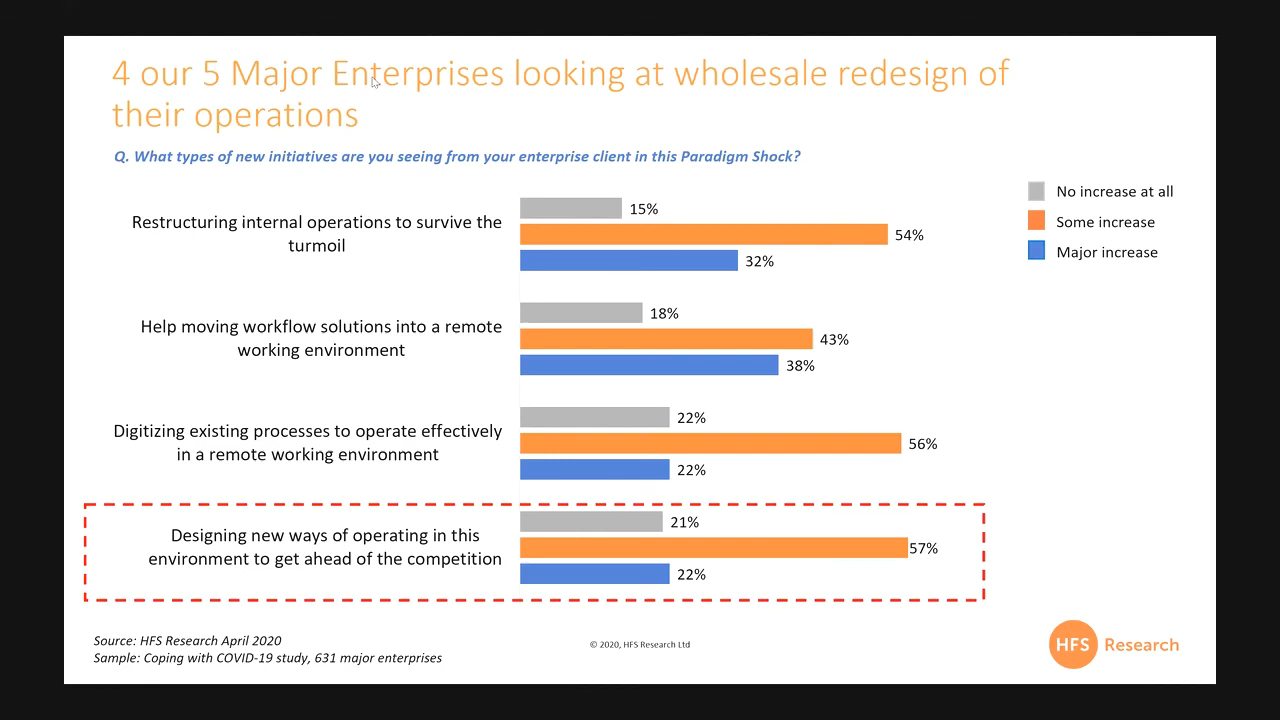 4 our 5 Major Enterprises looking at wholesale redesign of
their operations
Q. What types of new initiatives are you seeing from your enterprise client in this Paradigm Shock?
No increase at all
Some increase
Major increase
Restructuring internal operations to survive the
turmoil
15%
54%
32%
Help moving workflow solutions into a remote
working environment
18%
43%
38%
Digitizing existing processes to operate effectively
in a remote working environment
22%
56%
22%
Designing new ways of operating in this
environment to get ahead of the competition
21%
57%
22%
Source: HFS Research April 2020
Sample: Coping with COVID-19 study, 631 major enterprises
© 2020, HFS Research Ltd
HFS Research